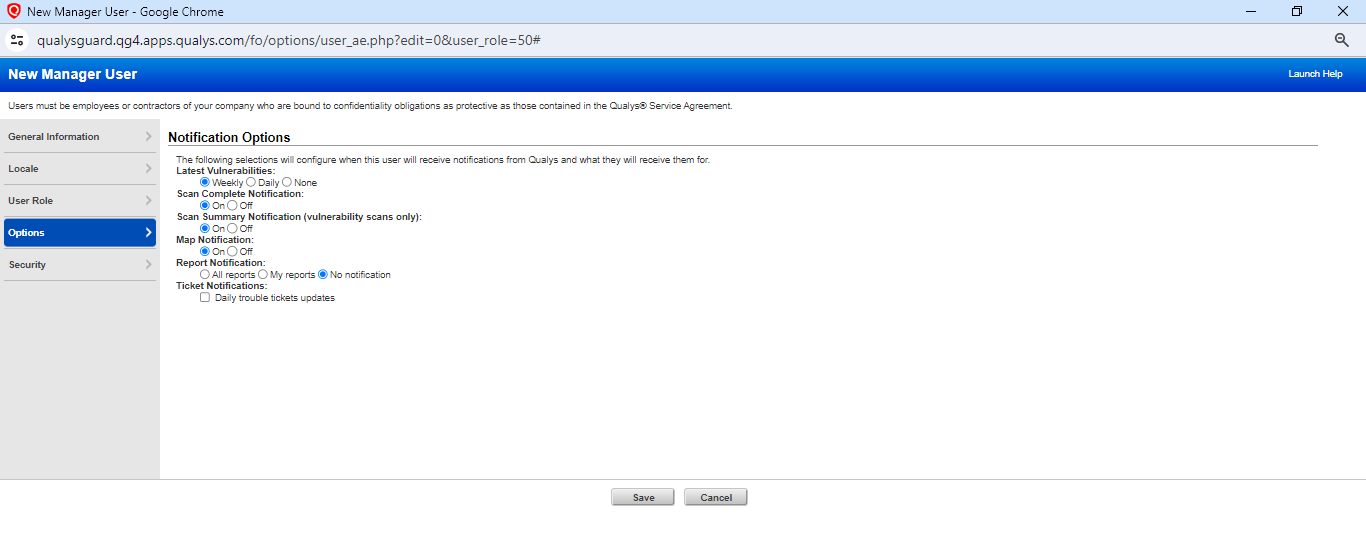 New Manager User - Google Chrome
qualysguard.qg4.apps.qualys.com/fo/options/user_ae.php?edit=0&user_role=50#
New Manager User
Launch Help
Users must be employees or contractors of your company who are bound to confidentiality obligations as protective as those contained in the Qualys® Service Agreement.
General Information
Locale
User Role
Options
Security
Notification Options
The following selections will configure when this user will receive notifications from Qualys and what they will receive them for.
Latest Vulnerabilities:
Weekly Daily None
Scan Complete Notification:
On Off
Scan Summary Notification (vulnerability scans only):
On Off
Map Notification:
On Off
Report Notification:
All reports My reports No notification
Ticket Notifications:
Daily trouble tickets updates
Save Cancel